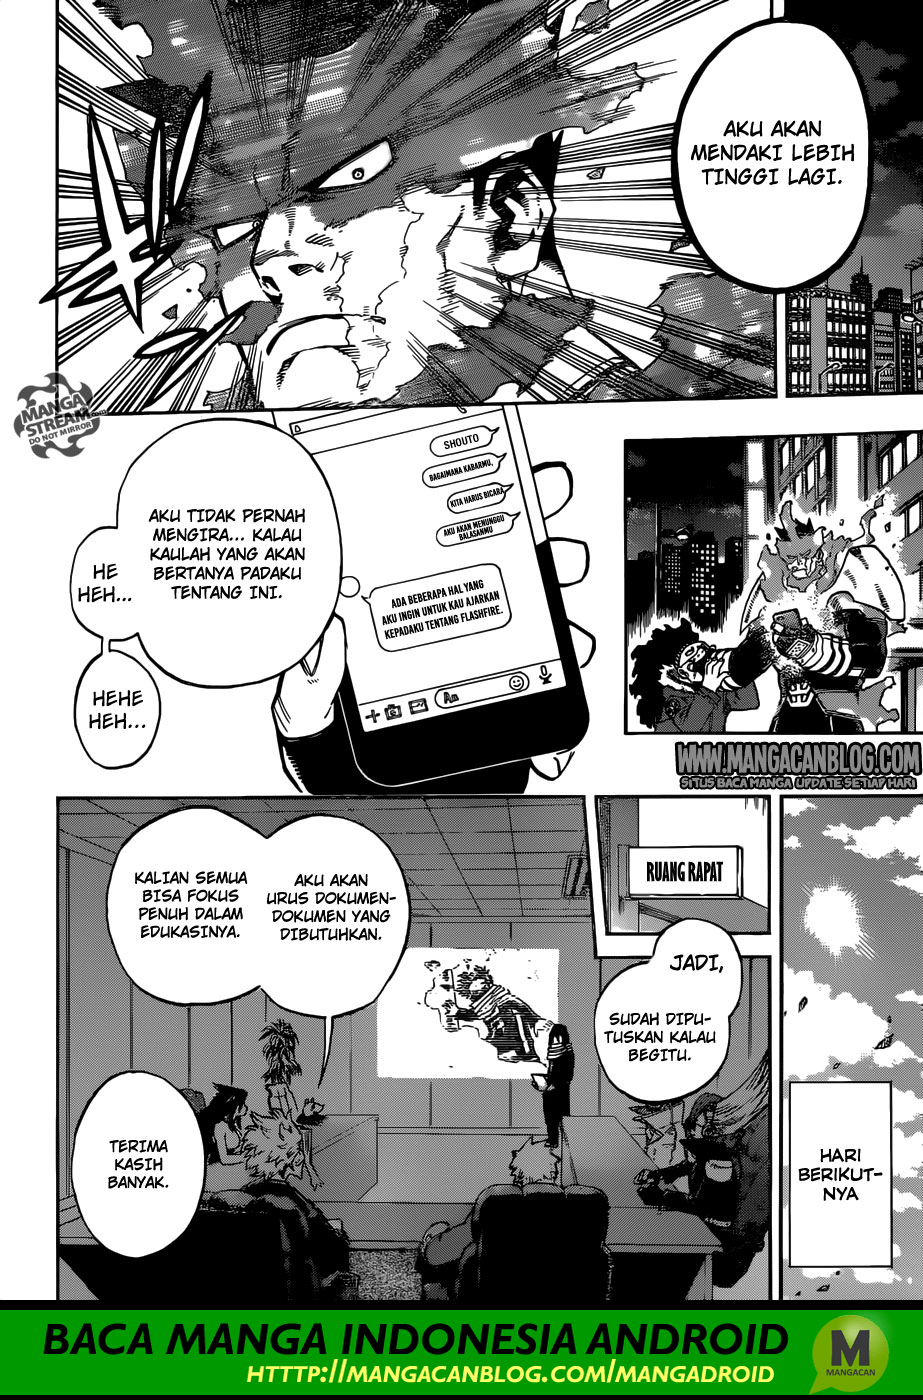 AKU AKAN
MENDAKI LEBIH
TINGGI LAGI.
MANGA
STREAM.com
DO NOT MIRROR
SHOUTO
BAGAIMANA KABARMU,
KITA HARUS BICARA
AKU AKAN MENUNGGU
BALASANMU
ADA BEBERAPA HAL YANG
AKU INGIN UNTUK KAU AJARKAN
KEPADAKU TENTANG FLASHFIRE.
Aa
AKU TIDAK PERNAH
MENGIRA... KALAU
KAULAH YANG AKAN
BERTANYA PADAKU
TENTANG INI.
HE
HEH...
HEHE
HEH...
WWW.MANGACANBLOG.COM
SITUS BACA MANGA UPDATE SETIAP HARI
HARI
BERIKUT-
NYA
RUANG RAPAT
JADI,
SUDAH DIPU-
TUSKAN KALAU
BEGITU.
AKU AKAN
URUS DOKUMEN-
DOKUMEN YANG
DIBUTUHKAN.
KALIAN SEMUA
BISA FOKUS
PENUH DALAM
EDUKASINYA.
TERIMA
KASIH
BANYAK.
BACA MANGA INDONESIA ANDROID
HTTTP://MANGACANBLOG.COM/MANGADROID
M
MANGACAN